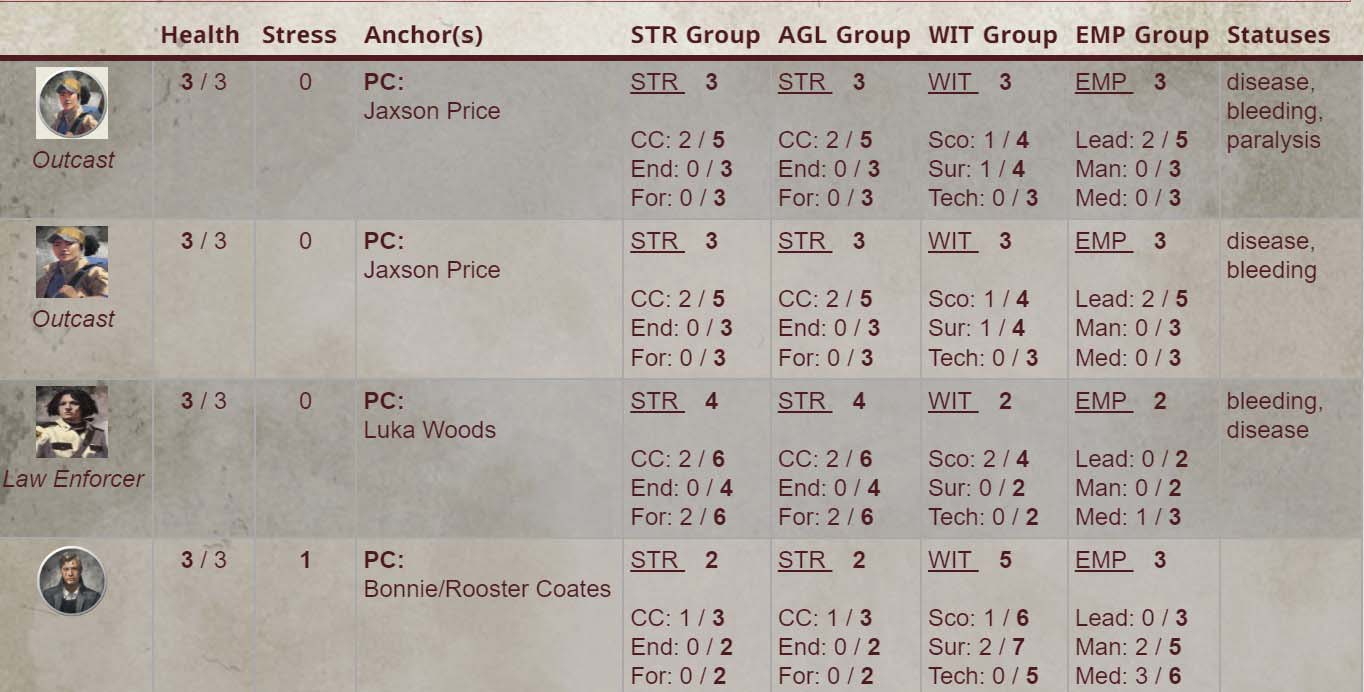 Health Stress Anchor(s) STR Group AGL Group WIT Group EMP Group Statuses
3 / 3 0 PC: STR 3 STR 3 WIT 3 EMP 3 disease,
Jaxson Price bleeding,
CC: 2 / 5 CC: 2 / 5 Sco: 1 / 4 Lead: 2 / 5 paralysis
Outcast End: 0 / 3 End: 0 / 3 Sur: 1 / 4 Man: 0 / 3
For: 0 / 3 For: 0 / 3 Tech: 0 / 3 Med: 0 / 3
3 / 3 0 PC: STR 3 STR 3 WIT 3 EMP 3 disease,
Jaxson Price bleeding
CC: 2 / 5 CC: 2 / 5 Sco: 1 / 4 Lead: 2 / 5
Outcast End: 0 / 3 End: 0 / 3 Sur: 1 / 4 Man: 0 / 3
For: 0 / 3 For: 0 / 3 Tech: 0 / 3 Med: 0 / 3
3 / 3 0 PC: STR 4 STR 4 WIT 2 EMP 2 bleeding,
Luka Woods disease
CC: 2 / 6 CC: 2 / 6 Sco: 2 / 4 Lead: 0 / 2
Law Enforcer End: 0 / 4 End: 0 / 4 Sur: 0 / 2 Man: 0 / 2
For: 2 / 6 For: 2 / 6 Tech: 0 / 2 Med: 1 / 3
3 / 3 1 PC: STR 2 STR 2 WIT 5 EMP 3
Bonnie/Rooster Coates
CC: 1 / 3 CC: 1 / 3 Sco: 1 / 6 Lead: 0 / 3
End: 0 / 2 End: 0 / 2 Sur: 2 / 7 Man: 2 / 5
For: 0 / 2 For: 0 / 2 Tech: 0 / 5 Med: 3 / 6